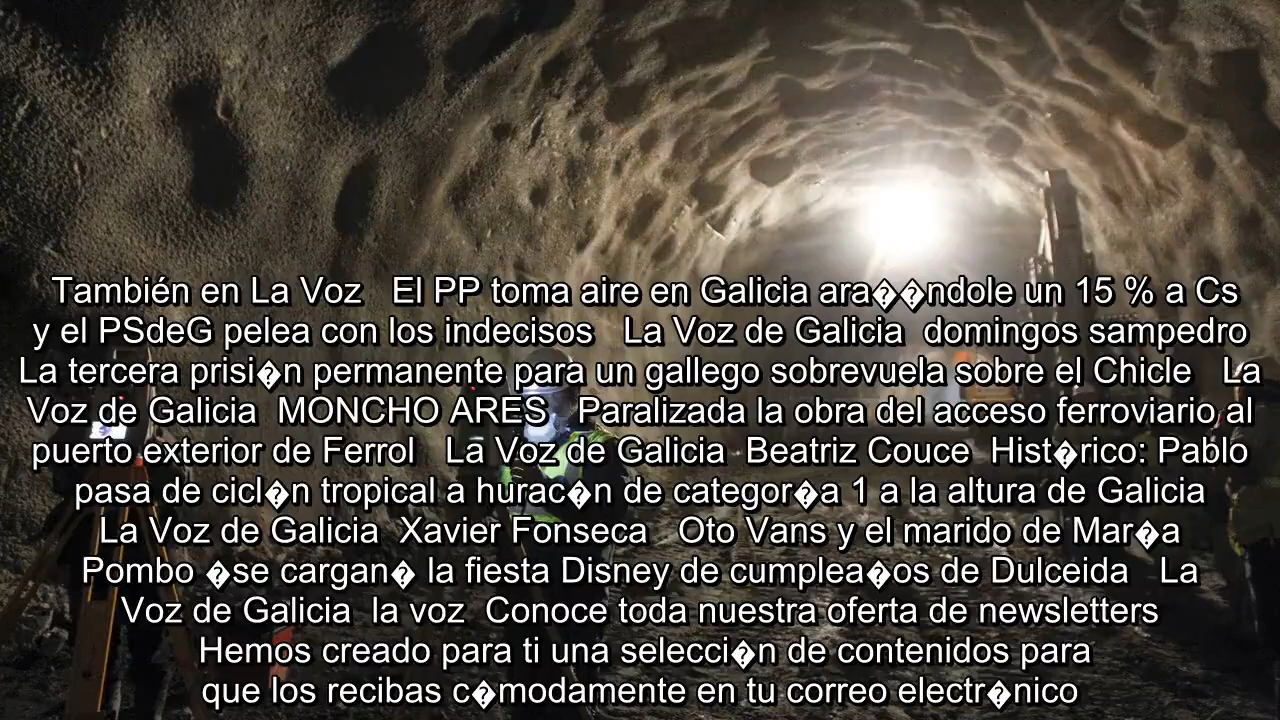 También en La Voz El PP toma aire en Galicia ara��ndole un 15 % a Cs
y el PSdeG pelea con los indecisos La Voz de Galicia domingos sampedro
La tercera prisi�n permanente para un gallego sobrevuela sobre el Chicle La
Voz de Galicia MONCHO ARES Paralizada la obra del acceso ferroviario al
puerto exterior de Ferrol La Voz de Galicia Beatriz Couce Hist�rico: Pablo
pasa de cicl�n tropical a hurac�n de categor�a 1 a la altura de Galicia
La Voz de Galicia Xavier Fonseca Oto Vans y el marido de Mar�a
Pombo �se cargan� la fiesta Disney de cumplea�os de Dulceida La
Voz de Galicia la voz Conoce toda nuestra oferta de newsletters
Hemos creado para ti una selecci�n de contenidos para
que los recibas c�modamente en tu correo electr�nico